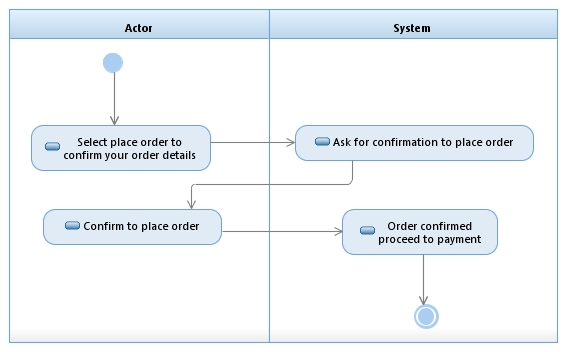 Actor
System
Select place order to
confirm your order details
Ask for confirmation to place order
Confirm to place order
Order confirmed
proceed to payment